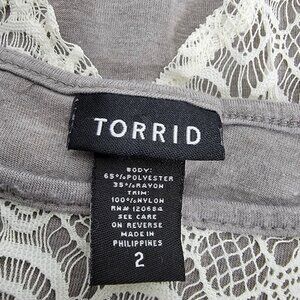 TORRID
BODY:
65% POLYESTER
35% RAYON
TRIM:
100% NYLON
RN# 120684
SEE CARE
ON REVERSE
MADE IN
PHILIPPINES
2